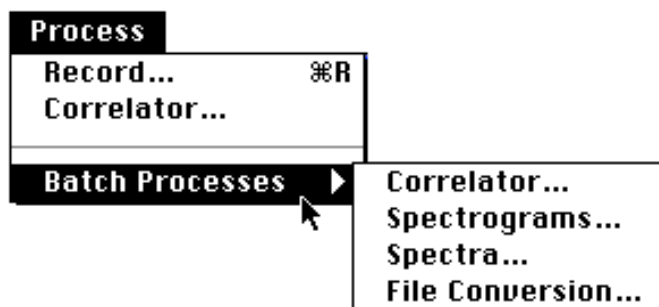 Process
Record... ⌘R
Correlator...
Batch Processes
Correlator...
Spectrograms...
Spectra...
File Conversion...